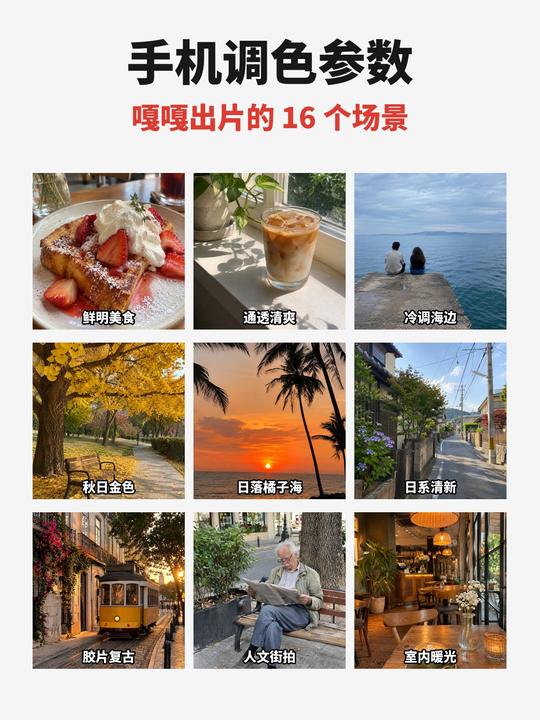 手机调色参数
嘎嘎出片的 16 个场景
鲜明美食
通透清爽
冷调海边
秋日金色
日落橘子海
日系清新
胶片复古
人文街拍
室内暖光